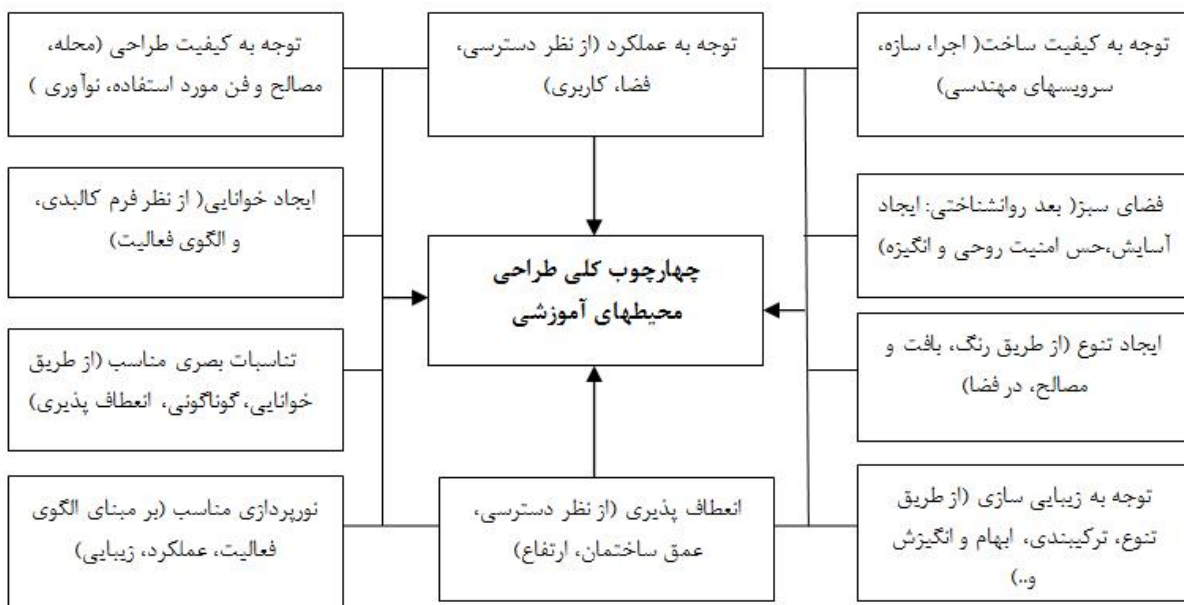 توجه به کیفیت ساخت( اجرا، سازه،
سرویسهای مهندسی)
توجه به عملکرد (از نظر دسترسی،
فضا، کاربری)
توجه به کیفیت طراحی (محله،
مصالح و فن مورد استفاده، نوآوری )
فضای سبز( بعد روانشناختی: ایجاد
آسایش،حس امنیت روحی و انگیزه)
ایجاد خوانایی( از نظر فرم کالبدی،
و الگوی فعالیت)
چهارچوب کلی طراحی
محیطهای آموزشی
ایجاد تنوع (از طریق رنگ، بافت و
مصالح، در فضا)
تناسبات بصری مناسب (از طریق
خوانایی، گوناگونی، انعطاف پذیری)
توجه به زیبایی سازی (از طریق
تنوع، ترکیبندی، ابهام و انگیزش
و..)
انعطاف پذیری (از نظر دسترسی،
عمق ساختمان، ارتفاع)
نورپردازی مناسب (بر مبنای الگوی
فعالیت، عملکرد، زیبایی)